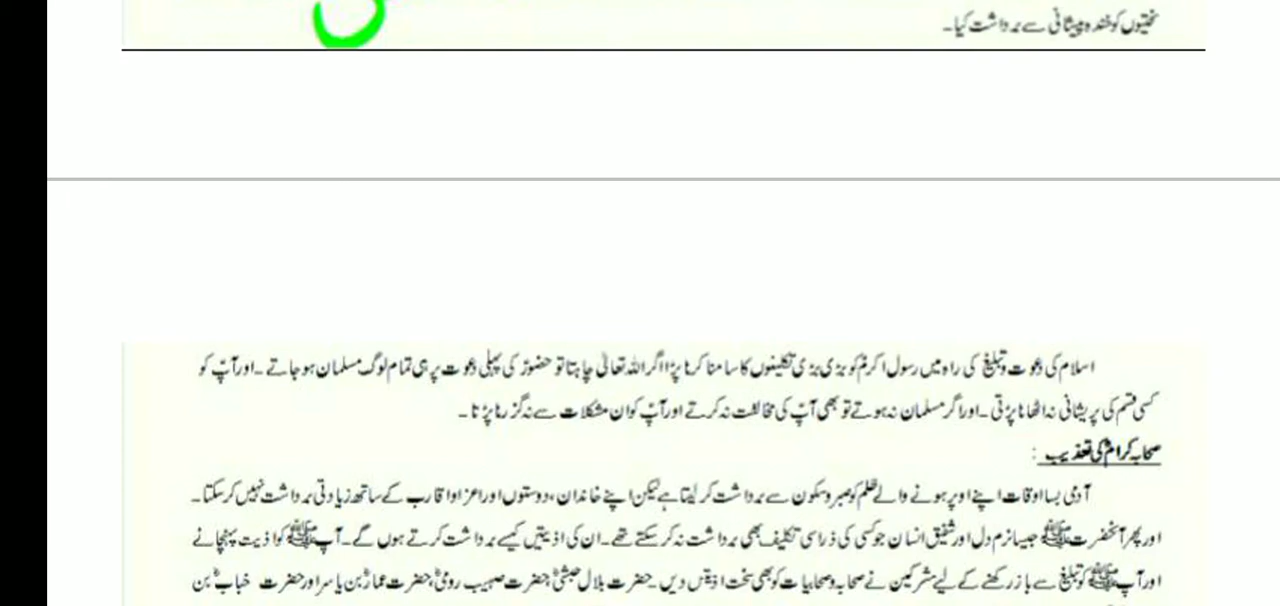 سختیوں کو خندہ پیشانی سے برداشت کیا۔
اسلام کی دعوت وتبلیغ کی راہ میں رسول اکرمؐ کو بڑی بڑی تکلیفوں کا سامنا کرنا پڑا اگر اللہ تعالیٰ چاہتا تو حضورؐ کی پہلی دعوت پر ہی تمام لوگ مسلمان ہو جاتے ۔ اور آپؐ کو
کسی قسم کی پریشانی نہ اٹھانا پڑتی ۔ اور اگر مسلمان نہ ہوتے تو بھی آپؐ کی مخالفت نہ کرتے اور آپؐ کو ان مشکلات سے نہ گزرنا پڑتا ۔
صحابہ کرامؓ کی تعذیب :
آدمی بسا اوقات اپنے اوپر ہونے والے ظلم کو صبر و سکون سے برداشت کر لیتا ہے لیکن اپنے خاندان ، دوستوں اور اعزا و اقارب کے ساتھ زیادتی برداشت نہیں کر سکتا ۔
اور پھر آنحضرت ﷺ جیسا نرم دل اور شفیق انسان جو کسی کی ذرا سی تکلیف بھی برداشت نہ کر سکتے تھے ۔ ان کی اذیتیں کیسے برداشت کرتے ہوں گے ۔ آپ ﷺ کو اذیت پہنچانے
اور آپ ﷺ کو تبلیغ سے باز رکھنے کے لیے مشرکین نے صحابہ و صحابیات کو بھی سخت اذیتیں دیں ۔ حضرت بلال حبشیؓ حضرت صہیب رومیؓ حضرت عمارؓ بن یاسر اور حضرت خبابؓ بن